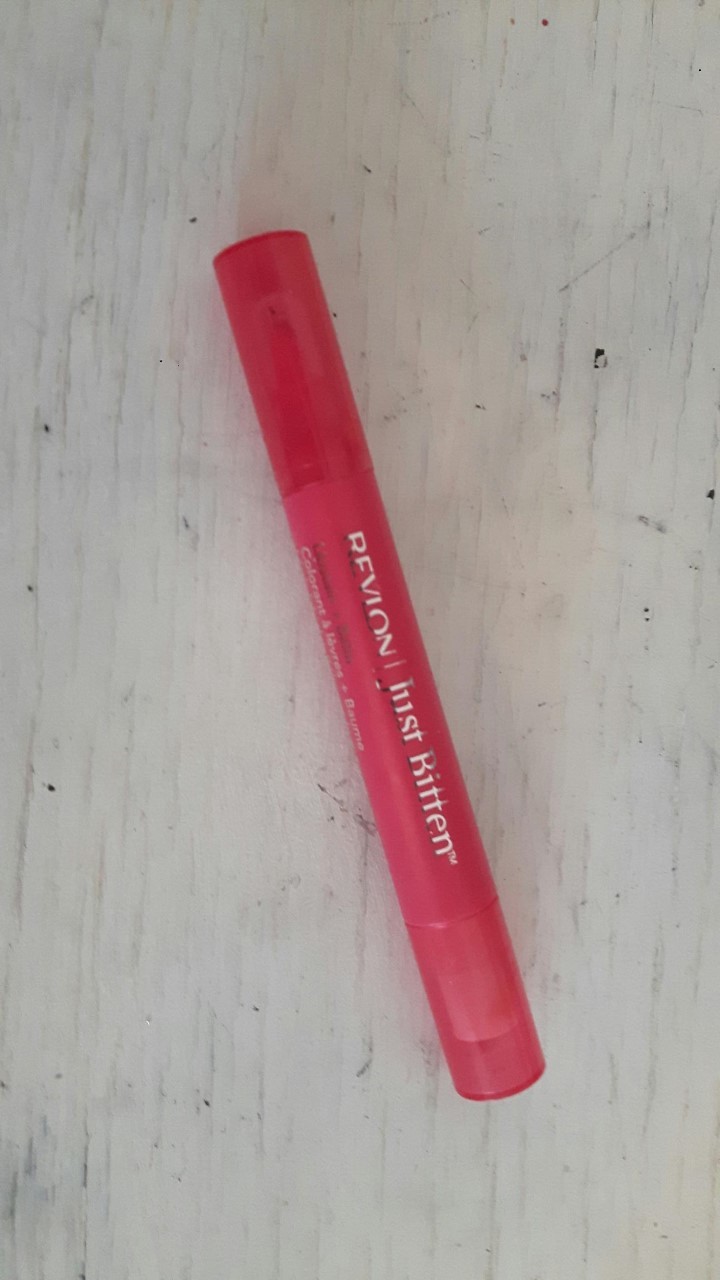 REVLON | Just Bitten™
Colorant à lèvres + Baume